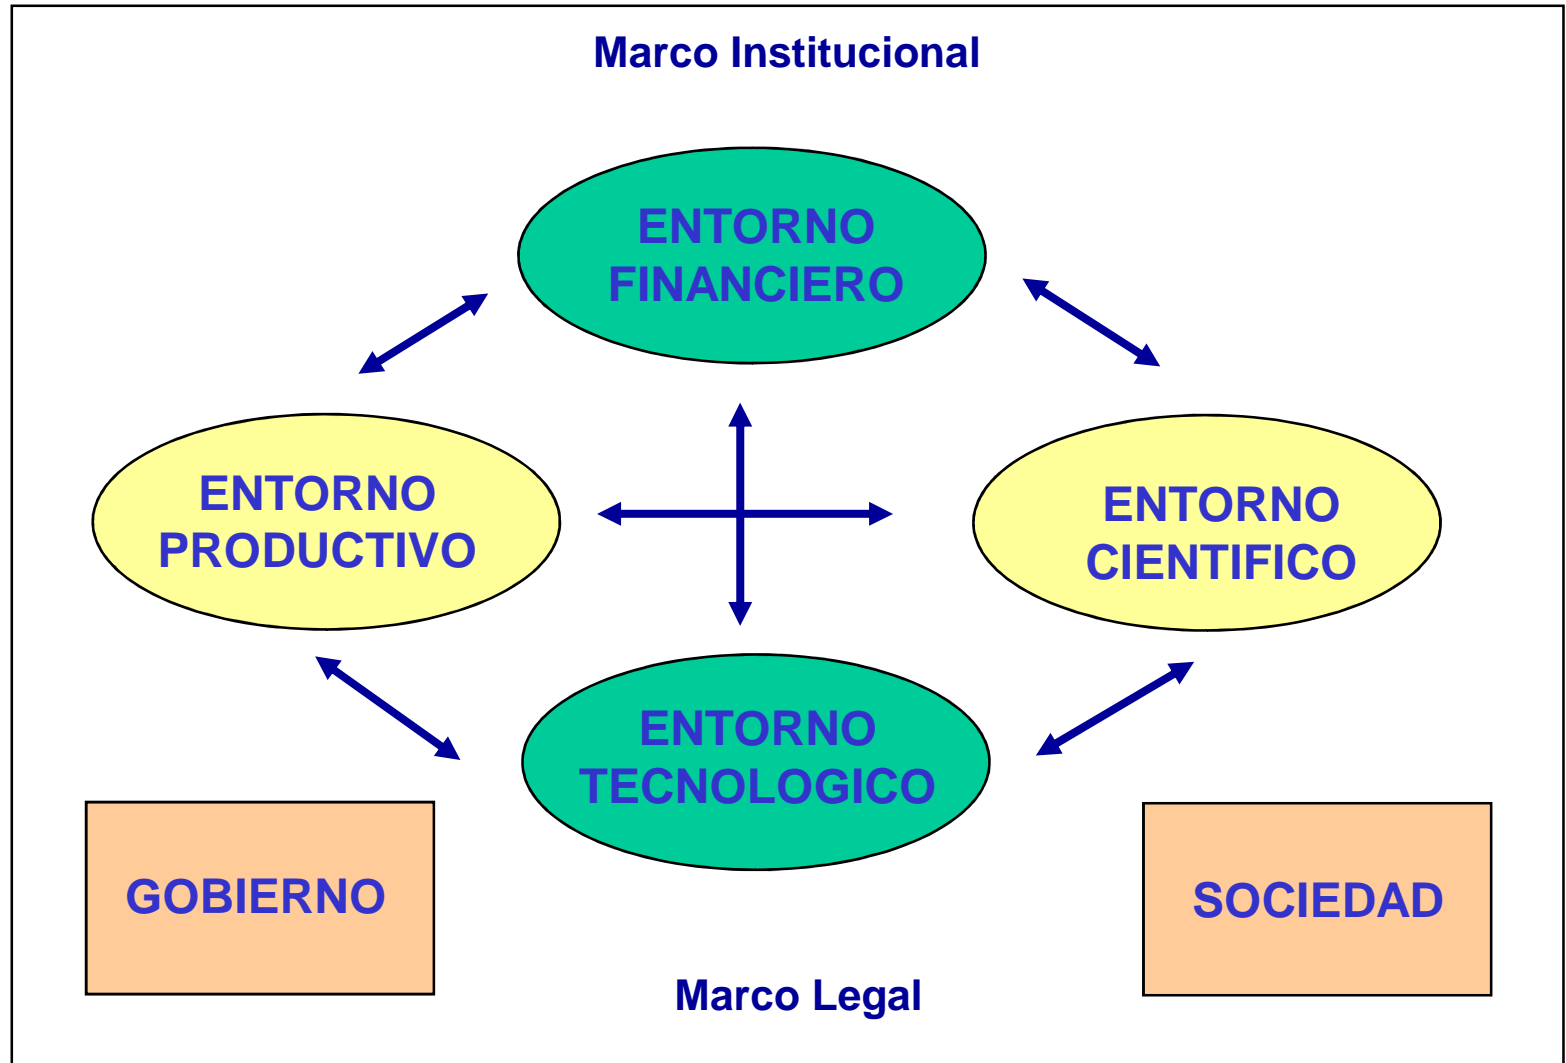 Marco Institucional
ENTORNO
FINANCIERO
ENTORNO
PRODUCTIVO
ENTORNO
CIENTIFICO
ENTORNO
TECNOLOGICO
GOBIERNO
SOCIEDAD
Marco Legal